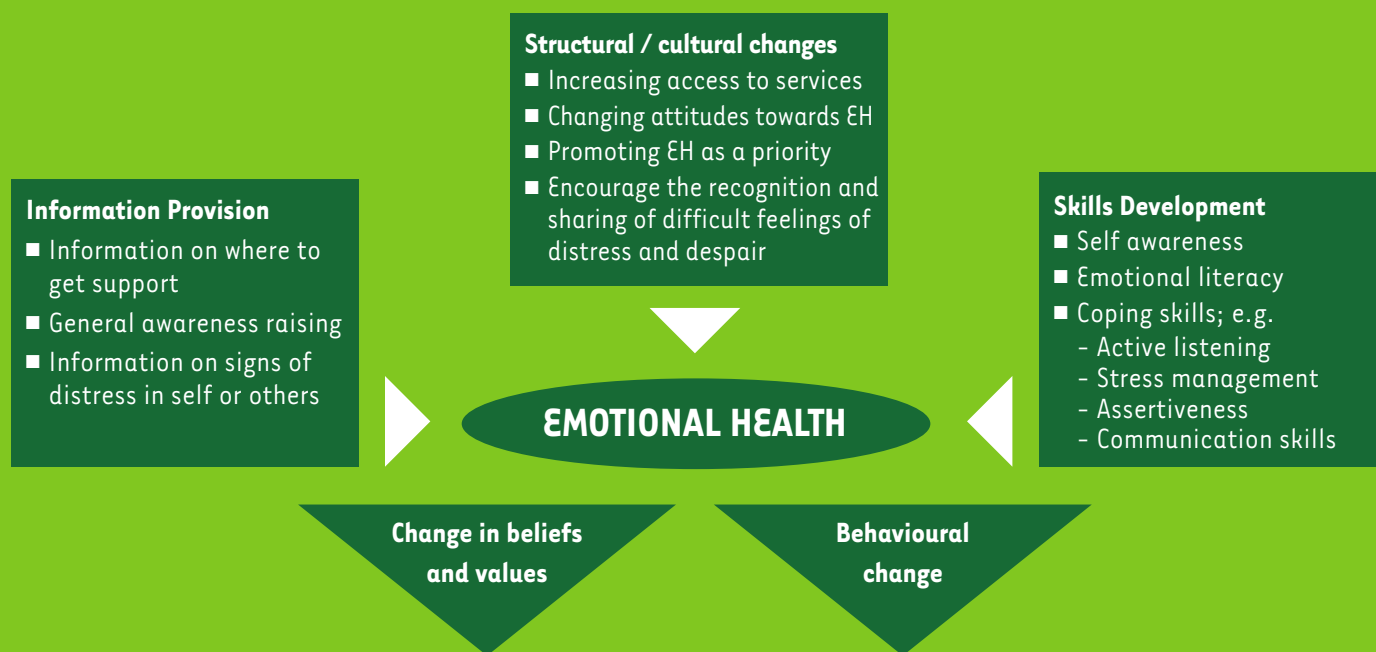 Structural / cultural changes
■ Increasing access to services
■ Changing attitudes towards EH
■ Promoting EH as a priority
■ Encourage the recognition and
sharing of difficult feelings of
distress and despair
Information Provision
■ Information on where to
get support
■ General awareness raising
■ Information on signs of
distress in self or others
Skills Development
■ Self awareness
■ Emotional literacy
■ Coping skills; e.g.
– Active listening
– Stress management
– Assertiveness
– Communication skills
EMOTIONAL HEALTH
Change in beliefs
and values
Behavioural
change